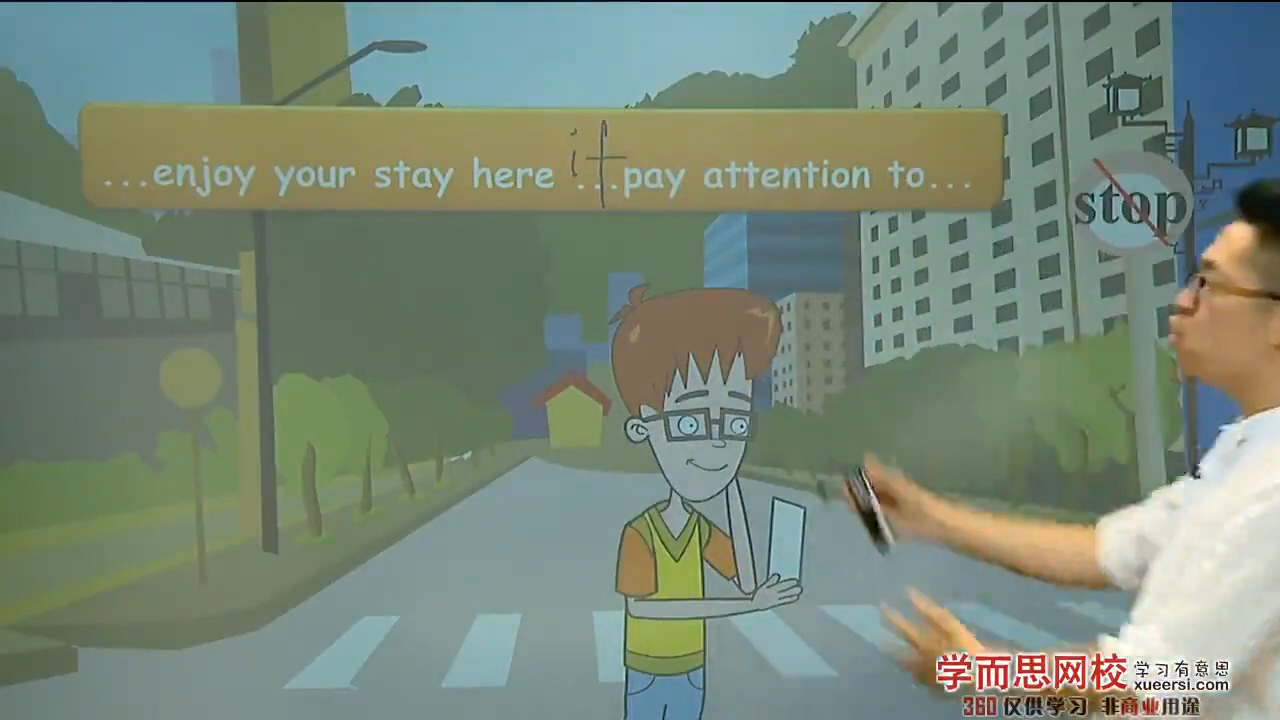 if
...enjoy your stay here ...pay attention to...
stop
学而思网校 学习有意思
xueersi.com
360 仅供学习 非商业用途